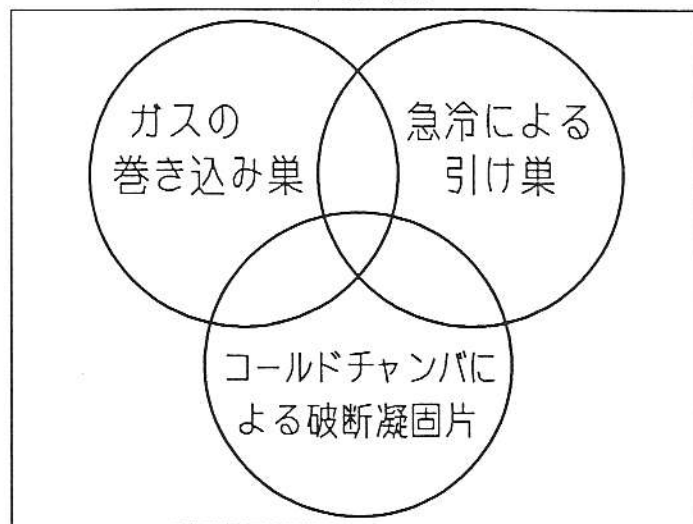 ガスの
巻き込み巣
急冷による
引け巣
コールドチャンバに
よる破断凝固片